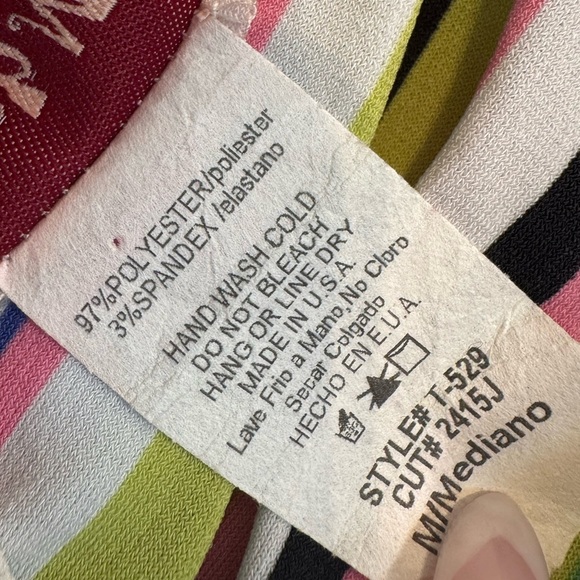 97%POLYESTER/poliester
3%SPANDEX /elastano
HAND WASH COLD
DO NOT BLEACH
HANG OR LINE DRY
MADE IN U.S.A.
Lave Frio a Mano, No Cloro
Secar Colgado
HECHO EN E.U.A.
STYLE# T-529
CUT# 2415J
M/Mediano